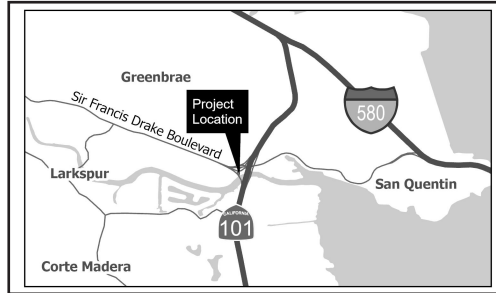 Greenbrae
Sir Francis Drake Boulevard
Project
Location
580
Larkspur
San Quentin
CALIFORNIA
101
Corte Madera